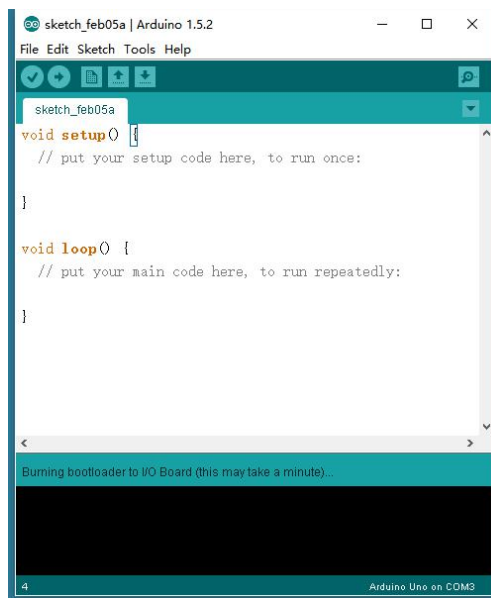 sketch_feb05a | Arduino 1.5.2
File Edit Sketch Tools Help
sketch_feb05a
void setup() {
// put your setup code here, to run once:
}
void loop() {
// put your main code here, to run repeatedly:
}
Burning bootloader to I/O Board (this may take a minute)...
4 Arduino Uno on COM3